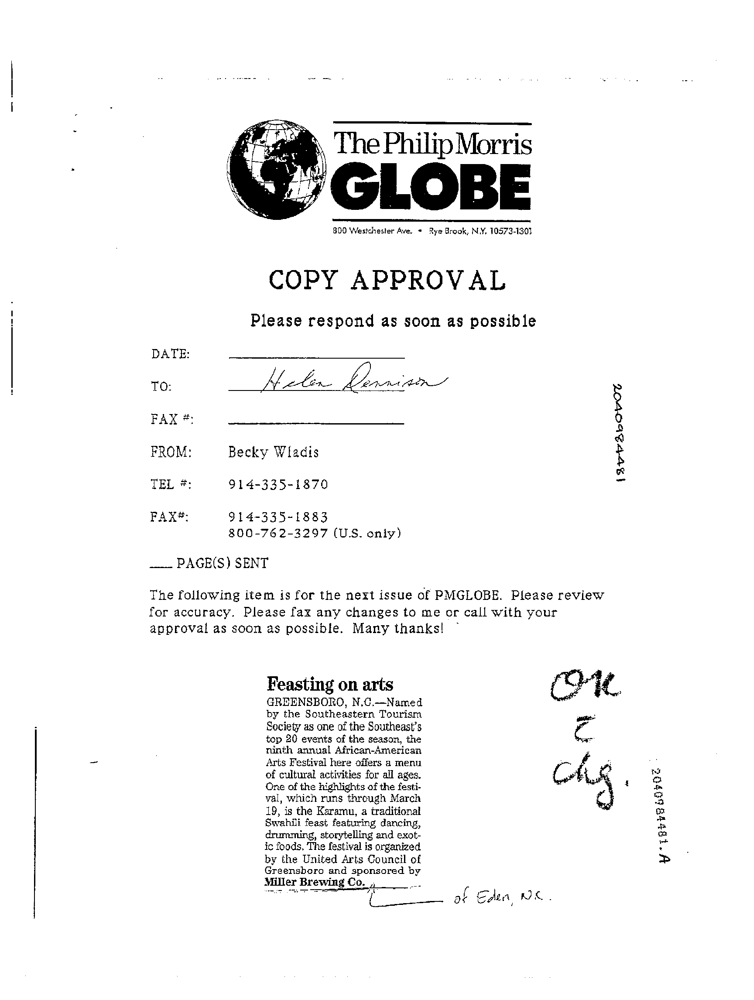 The Philip Morris
GLOBE
800 Westchester Ave. • Rye Brook, N.Y. 10573-1301
COPY APPROVAL
Please respond as soon as possible
DATE:
TO: Helen Dennison
FAX #:
FROM: Becky Wladis
TEL #: 914-335-1870
FAX#: 914-335-1883
800-762-3297 (U.S. only)
PAGE(S) SENT
The following item is for the next issue of PMGLOBE. Please review
for accuracy. Please fax any changes to me or call with your
approval as soon as possible. Many thanks!
2040984481
Feasting on arts
GREENSBORO, N.C.—Named
by the Southeastern Tourism
Society as one of the Southeast's
top 20 events of the season, the
ninth annual African-American
Arts Festival here offers a menu
of cultural activities for all ages.
One of the highlights of the festi-
val, which runs through March
19, is the Karamu, a traditional
Swahili feast featuring dancing,
drumming, storytelling and exot-
ic foods. The festival is organized
by the United Arts Council of
Greensboro and sponsored by
Miller Brewing Co.
of Eden, N.C.
OK
chg.
2040984481.A